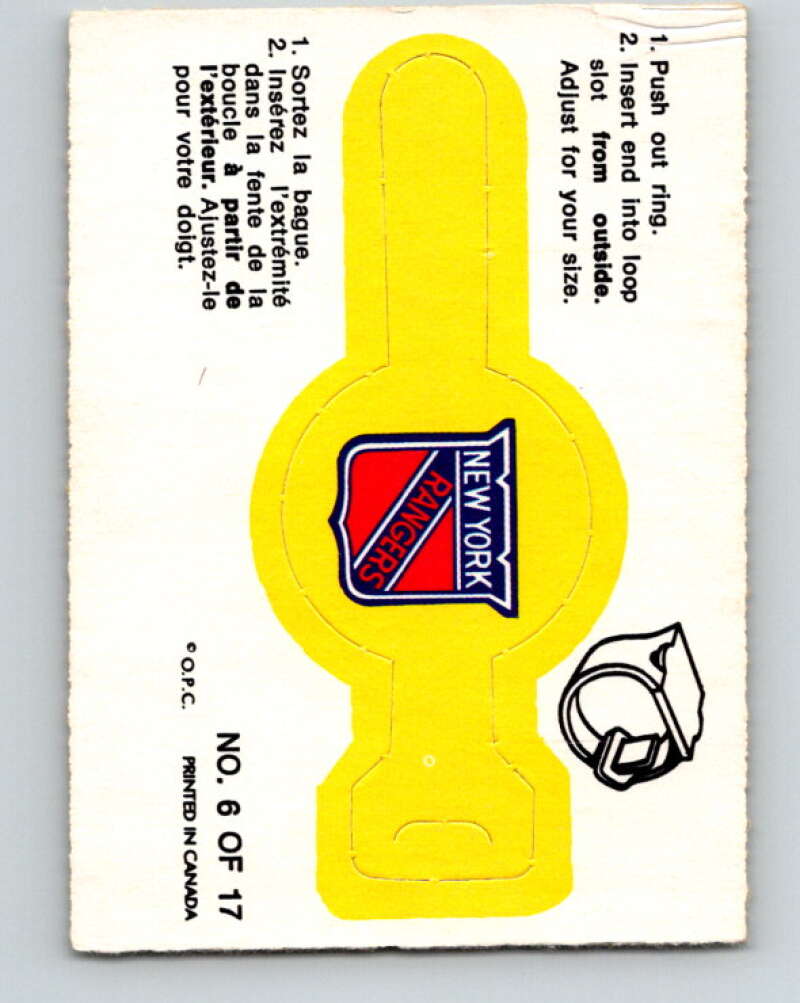 1. Push out ring.
2. Insert end into loop
slot from outside.
Adjust for your size.
1. Sortez la bague.
2. Insérez l'extrémité
dans la fente de la
boucle à partir de
l'extérieur. Ajustez-le
pour votre doigt.
NEW YORK
RANGERS
NO. 6 OF 17
© O.P.C. PRINTED IN CANADA